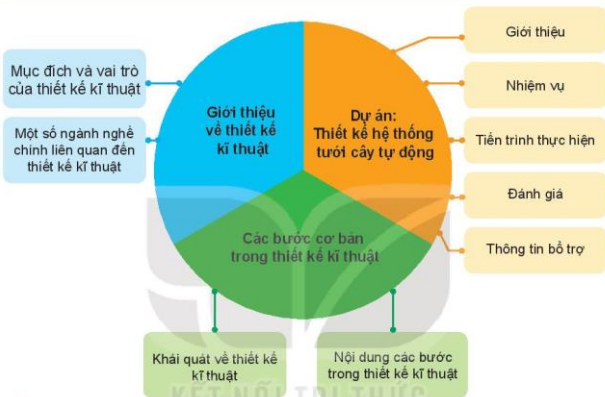 Mục đích và vai trò
của thiết kế kĩ thuật
Một số ngành nghề
chính liên quan đến
thiết kế kĩ thuật
Giới thiệu
về thiết kế
kĩ thuật
Dự án:
Thiết kế hệ thống
tưới cây tự động
Giới thiệu
Nhiệm vụ
Tiến trình thực hiện
Đánh giá
Thông tin bổ trợ
Các bước cơ bản
trong thiết kế kĩ thuật
Khái quát về thiết kế
kĩ thuật
Nội dung các bước
trong thiết kế kĩ thuật
KẾT NỐI TRI THỨC